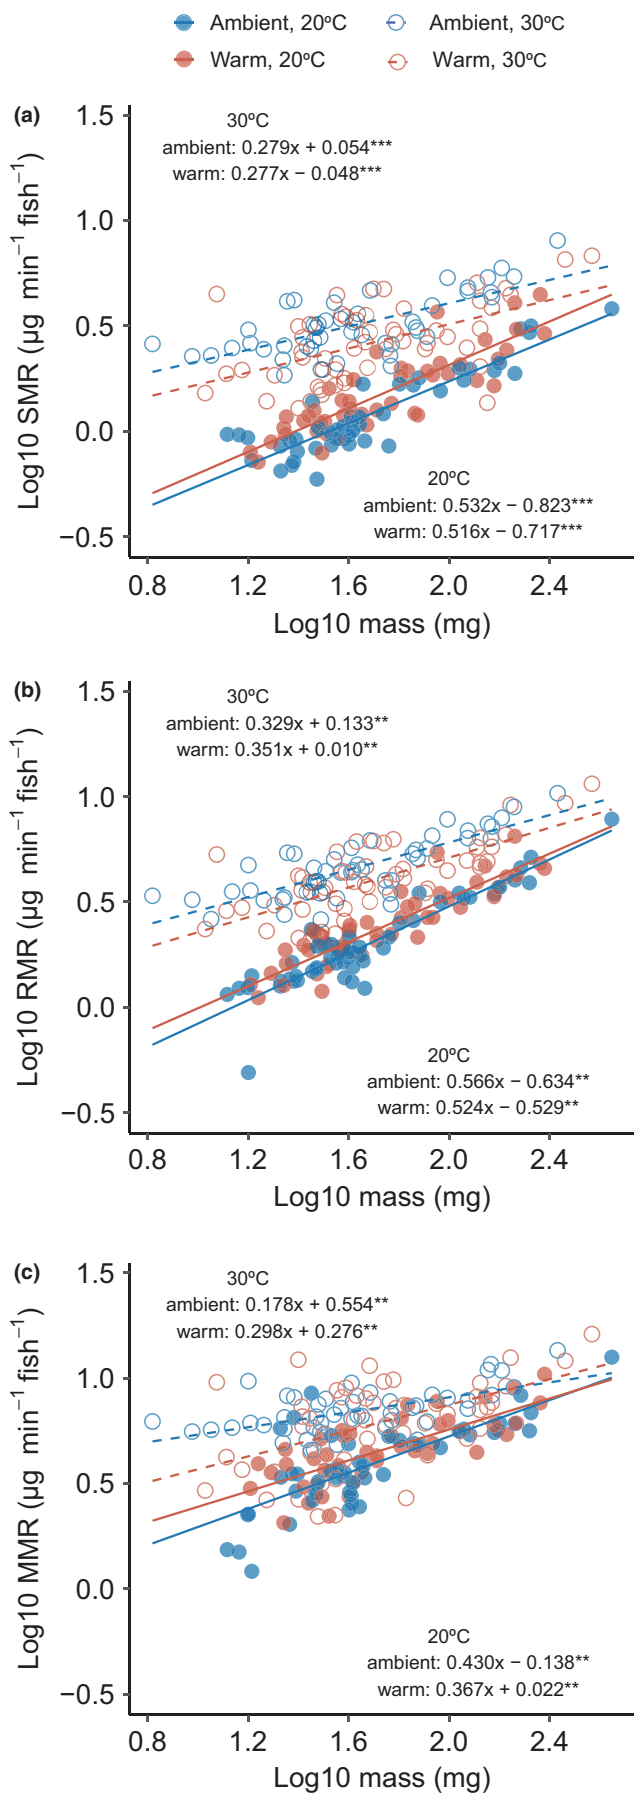 Ambient, 20ºC
Ambient, 30ºC
Warm, 20ºC
Warm, 30ºC
(a)
1.5
1.0
0.5
0.0
−0.5
Log10 SMR (µg min⁻¹ fish⁻¹)
30ºC
ambient: 0.279x + 0.054***
warm: 0.277x − 0.048***
20ºC
ambient: 0.532x − 0.823***
warm: 0.516x − 0.717***
0.8 1.2 1.6 2.0 2.4
Log10 mass (mg)
(b)
1.5
1.0
0.5
0.0
−0.5
Log10 RMR (µg min⁻¹ fish⁻¹)
30ºC
ambient: 0.329x + 0.133**
warm: 0.351x + 0.010**
20ºC
ambient: 0.566x − 0.634**
warm: 0.524x − 0.529**
0.8 1.2 1.6 2.0 2.4
Log10 mass (mg)
(c)
1.5
1.0
0.5
0.0
−0.5
Log10 MMR (µg min⁻¹ fish⁻¹)
30ºC
ambient: 0.178x + 0.554**
warm: 0.298x + 0.276**
20ºC
ambient: 0.430x − 0.138**
warm: 0.367x + 0.022**
0.8 1.2 1.6 2.0 2.4
Log10 mass (mg)